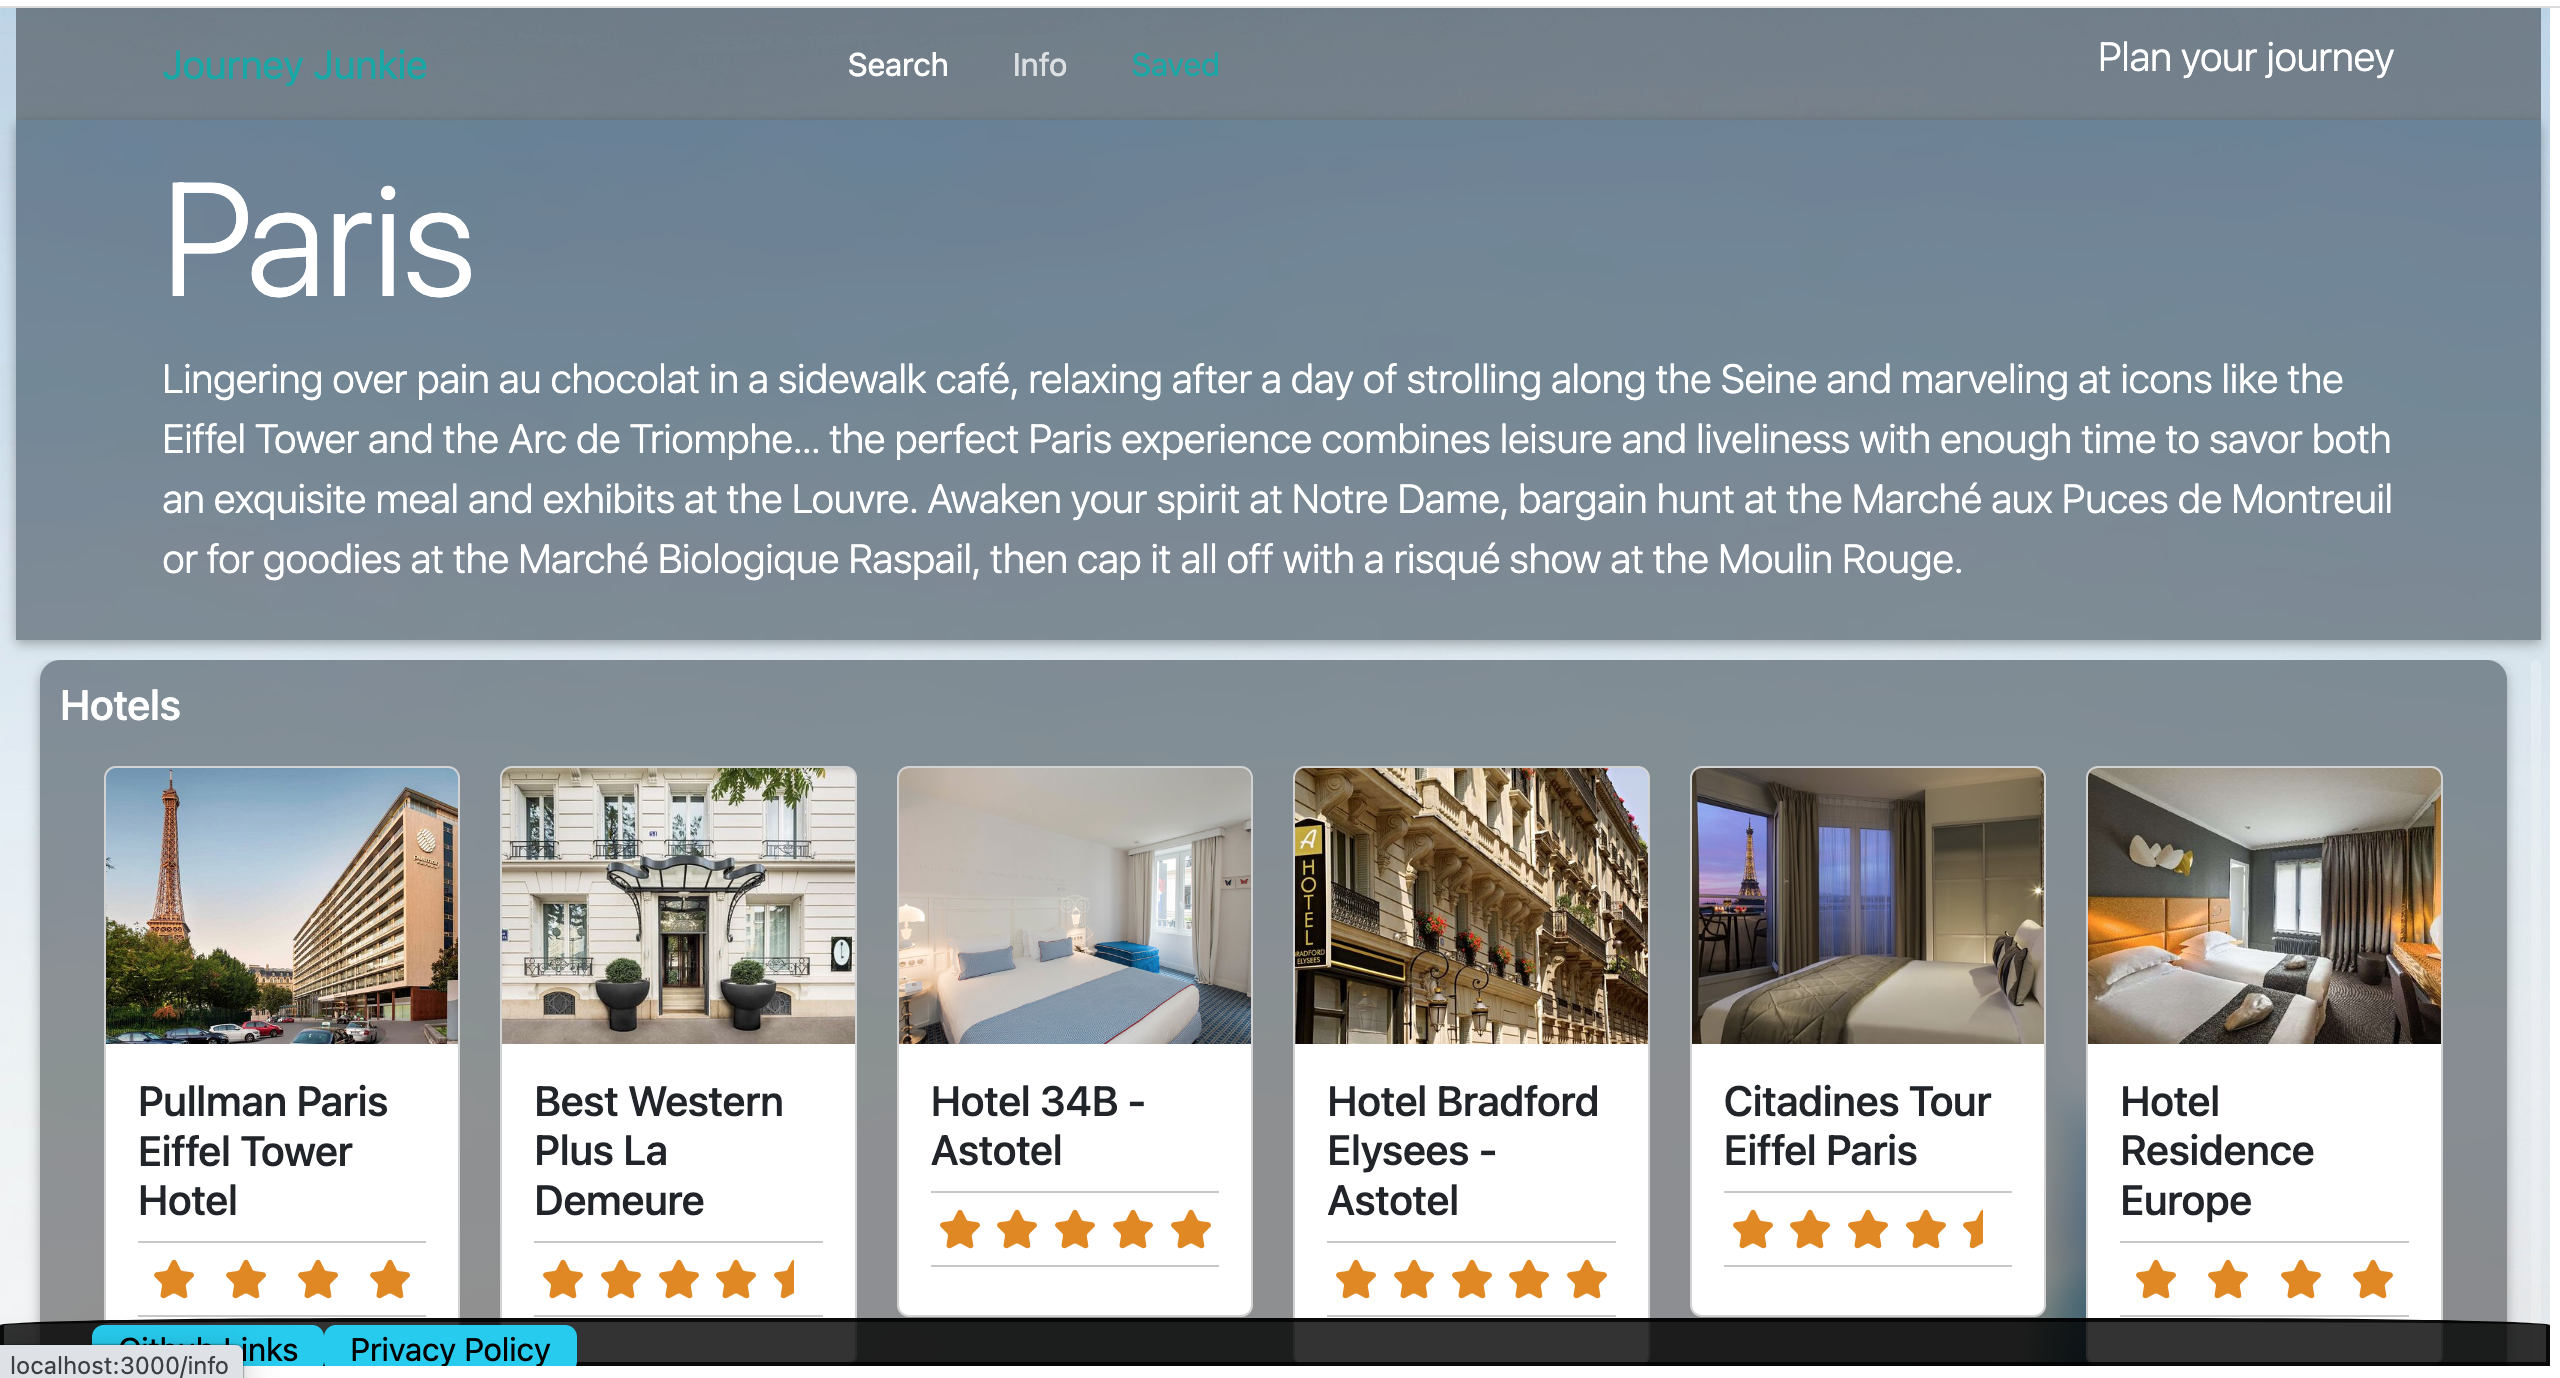 Journey Junkie
Search Info Saved
Plan your journey
Paris
Lingering over pain au chocolat in a sidewalk café, relaxing after a day of strolling along the Seine and marveling at icons like the
Eiffel Tower and the Arc de Triomphe... the perfect Paris experience combines leisure and liveliness with enough time to savor both
an exquisite meal and exhibits at the Louvre. Awaken your spirit at Notre Dame, bargain hunt at the Marché aux Puces de Montreuil
or for goodies at the Marché Biologique Raspail, then cap it all off with a risqué show at the Moulin Rouge.
Hotels
A
HOTEL
BRADFORD
ELYSEES
Pullman Paris
Eiffel Tower
Hotel
Best Western
Plus La
Demeure
Hotel 34B -
Astotel
Hotel Bradford
Elysees -
Astotel
Citadines Tour
Eiffel Paris
Hotel
Residence
Europe
Github Links
Privacy Policy
localhost:3000/info